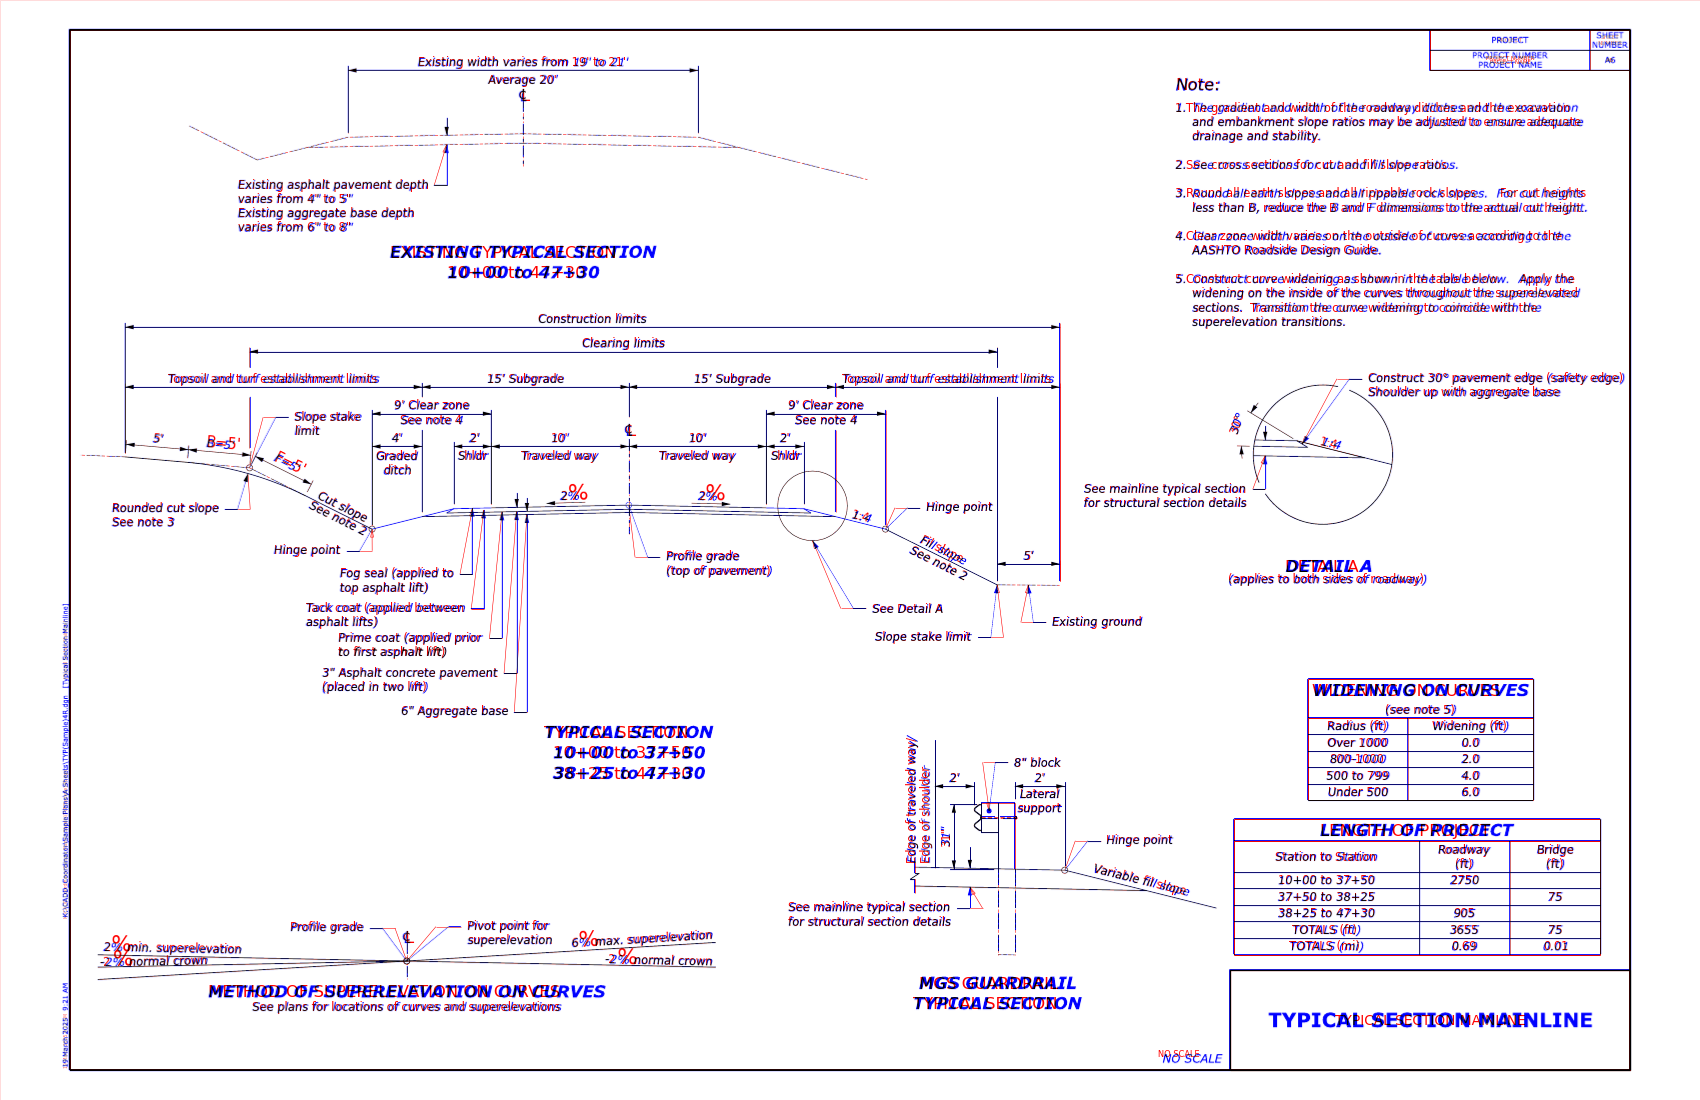 PROJECT
SHEET
NUMBER
PROJECT NUMBER
PROJECT NAME
A6
Existing width varies from 19' to 21'
Average 20'
℄
Existing asphalt pavement depth
varies from 4" to 5"
Existing aggregate base depth
varies from 6" to 8"
EXISTING TYPICAL SECTION
10+00 to 47+30
Note:
1. The gradient and width of the roadway ditches and the excavation
and embankment slope ratios may be adjusted to ensure adequate
drainage and stability.
2. See cross sections for cut and fill slope ratios.
3. Round all earth slopes and all rippable rock slopes. For cut heights
less than B, reduce the B and F dimensions to the actual cut height.
4. Clear zone width varies on the outside of curves according to the
AASHTO Roadside Design Guide.
5. Construct curve widening as shown in the table below. Apply the
widening on the inside of the curves throughout the superelevated
sections. Transition the curve widening to coincide with the
superelevation transitions.
Construction limits
Clearing limits
Topsoil and turf establishment limits
15' Subgrade
15' Subgrade
Topsoil and turf establishment limits
9' Clear zone
See note 4
9' Clear zone
See note 4
Slope stake
limit
℄
5'
B=5'
F=5'
4'
Graded
ditch
2'
Shldr
10'
Traveled way
10'
Traveled way
2'
Shldr
Rounded cut slope
See note 3
Cut slope
See note 2
2%
2%
1:4
Hinge point
Hinge point
Fill slope
See note 2
5'
Profile grade
(top of pavement)
Fog seal (applied to
top asphalt lift)
Tack coat (applied between
asphalt lifts)
Prime coat (applied prior
to first asphalt lift)
3" Asphalt concrete pavement
(placed in two lift)
6" Aggregate base
See Detail A
Slope stake limit
Existing ground
TYPICAL SECTION
10+00 to 37+50
38+25 to 47+30
Construct 30° pavement edge (safety edge)
Shoulder up with aggregate base
30°
1:4
See mainline typical section
for structural section details
DETAIL A
(applies to both sides of roadway)
WIDENING ON CURVES
(see note 5)
Radius (ft) Widening (ft)
Over 1000 0.0
800-1000 2.0
500 to 799 4.0
Under 500 6.0
LENGTH OF PROJECT
Station to Station Roadway (ft) Bridge (ft)
10+00 to 37+50 2750
37+50 to 38+25 75
38+25 to 47+30 905
TOTALS (ft) 3655 75
TOTALS (mi) 0.69 0.01
Edge of traveled way/
Edge of shoulder
2'
8" block
2'
Lateral
support
31"
Hinge point
Variable fill slope
See mainline typical section
for structural section details
MGS GUARDRAIL
TYPICAL SECTION
Profile grade
℄
Pivot point for
superelevation
2% min. superelevation
-2% normal crown
6% max. superelevation
-2% normal crown
METHOD OF SUPERELEVATION ON CURVES
See plans for locations of curves and superelevations
NO SCALE
TYPICAL SECTION MAINLINE
19 March 2025 9:21 AM